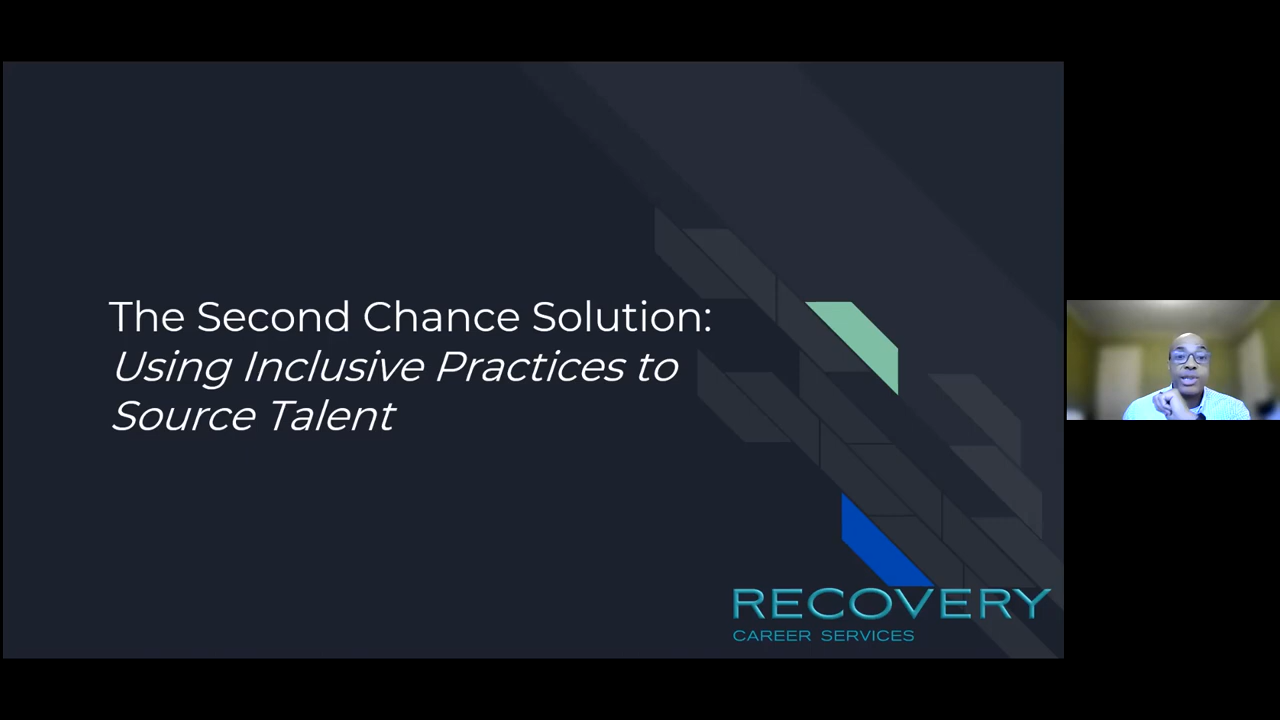 The Second Chance Solution:
Using Inclusive Practices to
Source Talent
RECOVERY
CAREER SERVICES